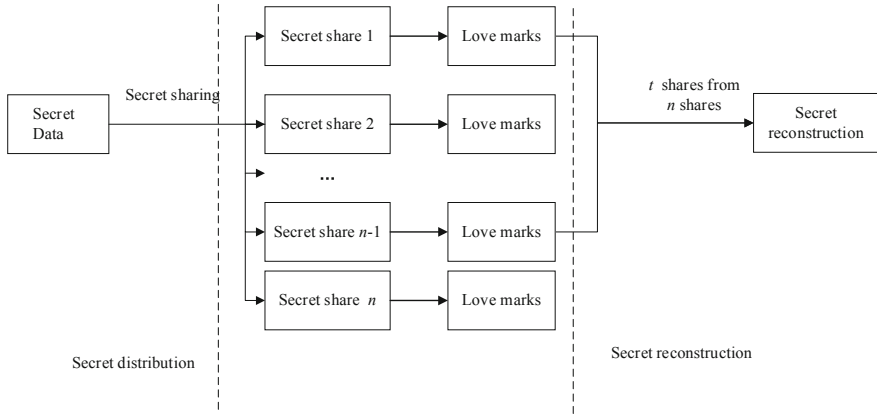 Secret
Data
Secret sharing
Secret share 1
Love marks
Secret share 2
Love marks
...
Secret share n-1
Love marks
Secret share n
Love marks
t shares from
n shares
Secret
reconstruction
Secret distribution
Secret reconstruction